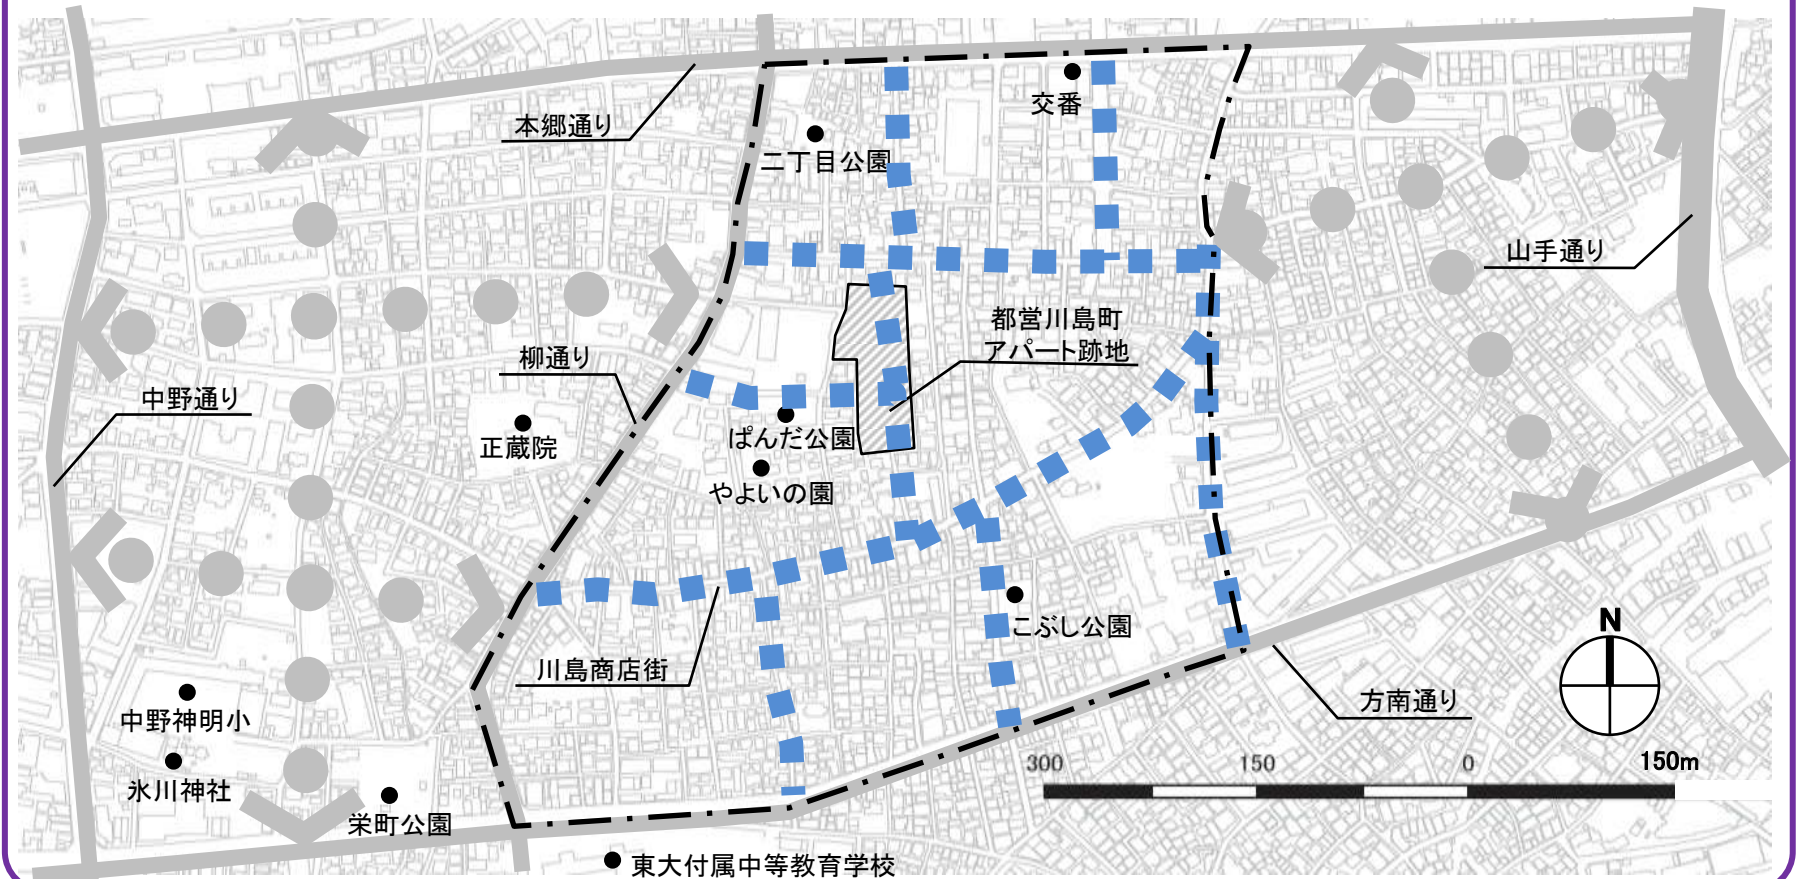 交番
本郷通り
二丁目公園
山手通り
都営川島町
アパート跡地
柳通り
中野通り
正蔵院
ぱんだ公園
やよいの園
N
こぶし公園
川島商店街
方南通り
中野神明小
氷川神社
300 150 0 150m
栄町公園
東大付属中等教育学校